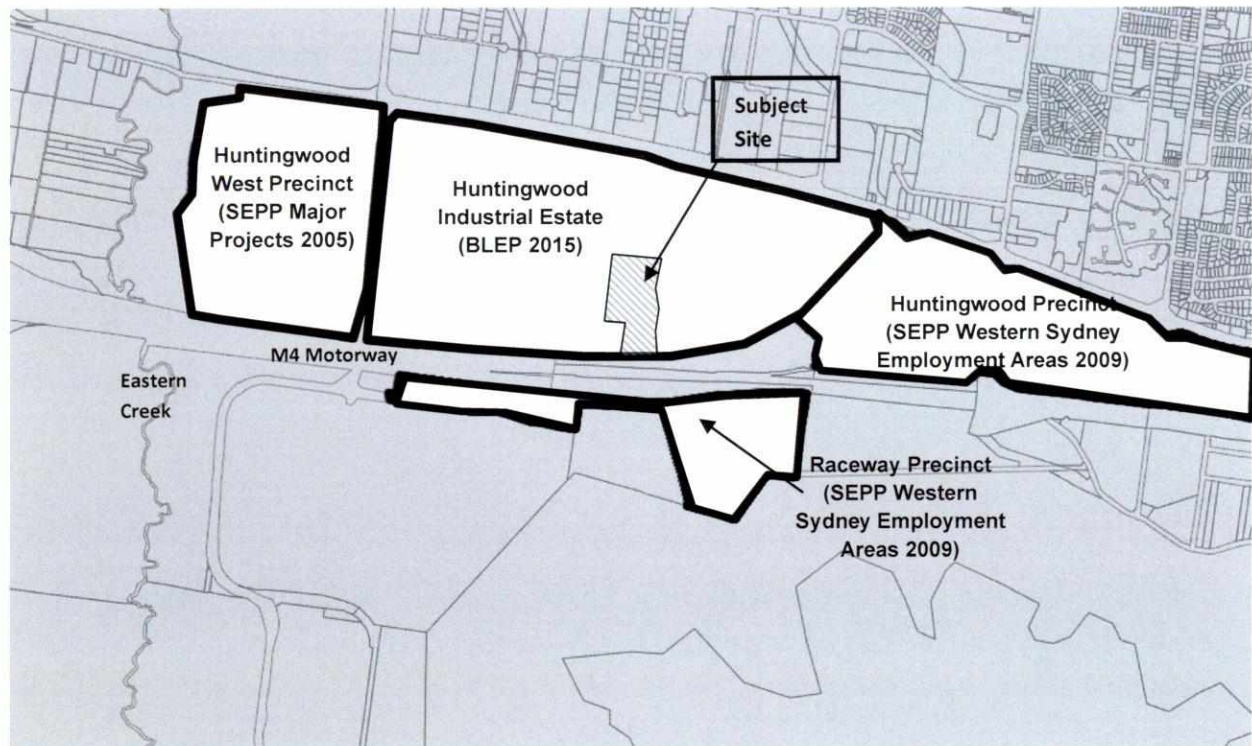 Subject
Site
Huntingwood
West Precinct
(SEPP Major
Projects 2005)
Huntingwood
Industrial Estate
(BLEP 2015)
Huntingwood Precinct
(SEPP Western Sydney
Employment Areas 2009)
M4 Motorway
Eastern
Creek
Raceway Precinct
(SEPP Western
Sydney Employment
Areas 2009)